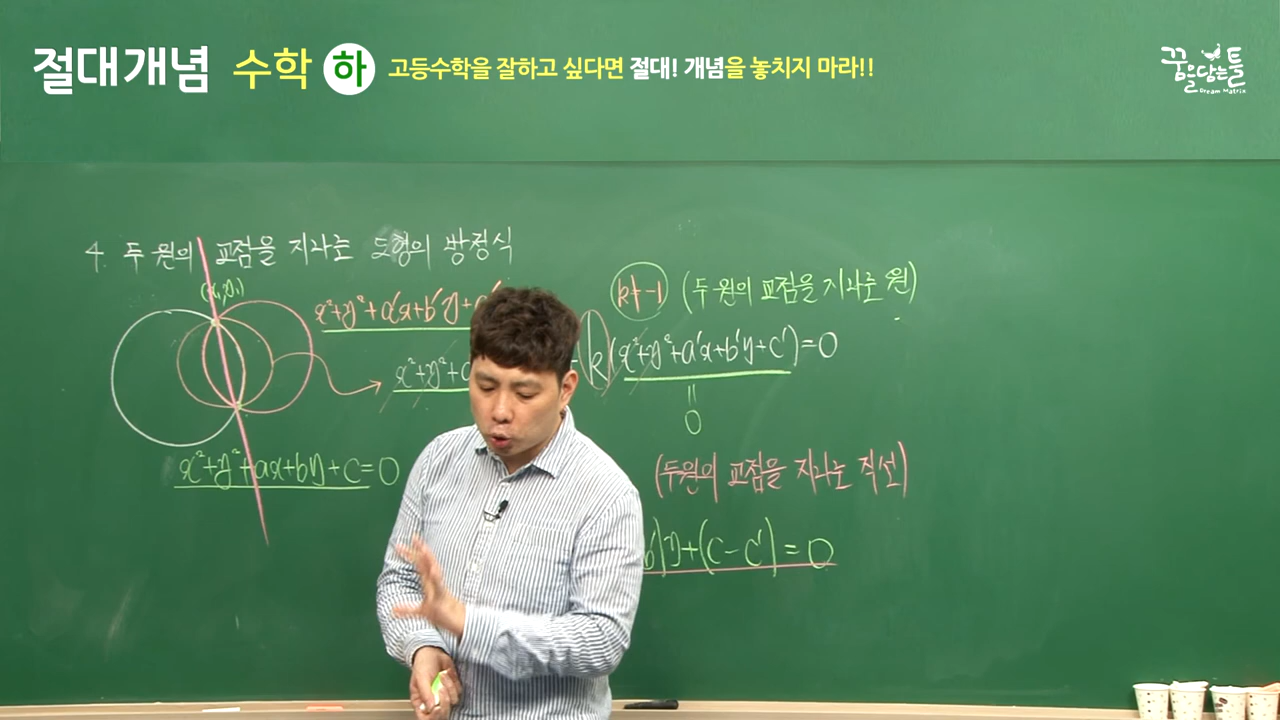 절대개념 수학 하 고등수학을 잘하고 싶다면 절대! 개념을 놓치지 마라!!
꿈을담는틀
Dream Matrix
4. 두 원의 교점을 지나는 도형의 방정식
(x₁,y₁)
x²+y²+a'x+b'y+c'
k≠-1 (두 원의 교점을 지나는 원)
x²+y²+
k(x²+y²+a'x+b'y+c')=0
=
0
x²+y²+ax+by+c=0
(두 원의 교점을 지나는 직선)
b')y+(c-c')=0